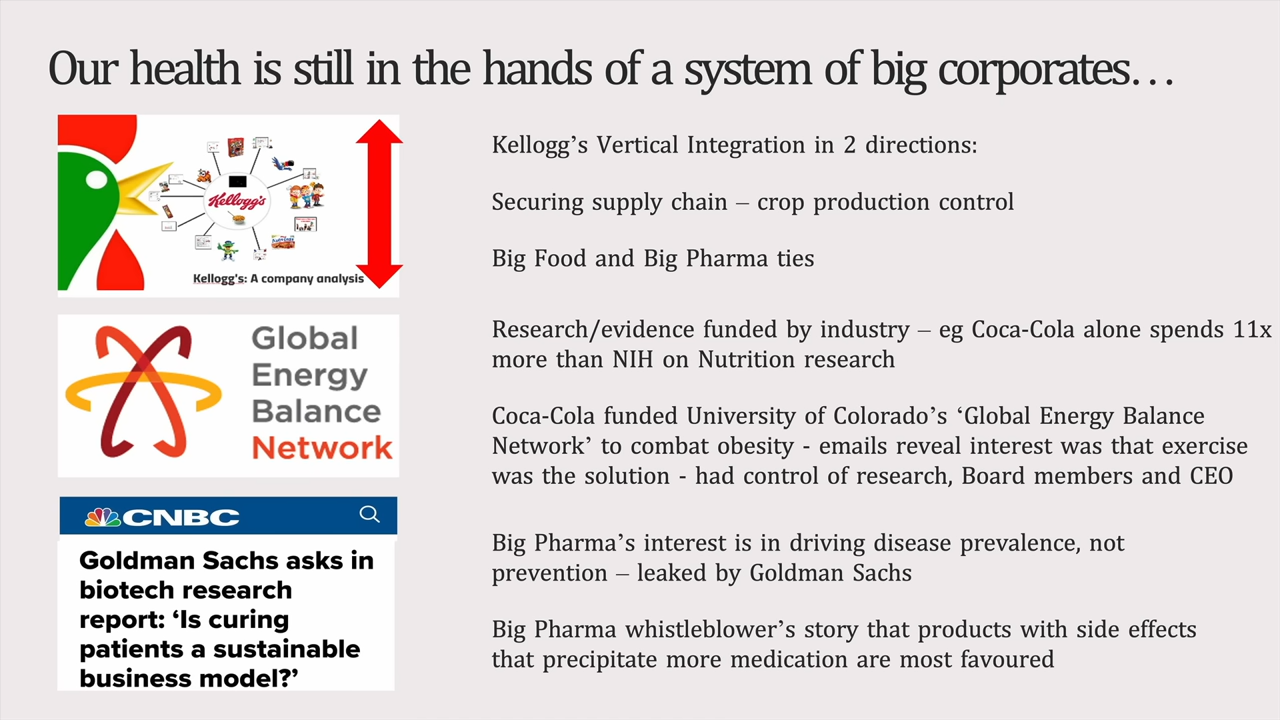 Our health is still in the hands of a system of big corporates…
Kellogg's
Kellogg's: A company analysis
Kellogg’s Vertical Integration in 2 directions:
Securing supply chain – crop production control
Big Food and Big Pharma ties
Global
Energy
Balance
Network
Research/evidence funded by industry – eg Coca-Cola alone spends 11x
more than NIH on Nutrition research
Coca-Cola funded University of Colorado’s ‘Global Energy Balance
Network’ to combat obesity - emails reveal interest was that exercise
was the solution - had control of research, Board members and CEO
CNBC
Goldman Sachs asks in
biotech research
report: ‘Is curing
patients a sustainable
business model?’
Big Pharma’s interest is in driving disease prevalence, not
prevention – leaked by Goldman Sachs
Big Pharma whistleblower’s story that products with side effects
that precipitate more medication are most favoured